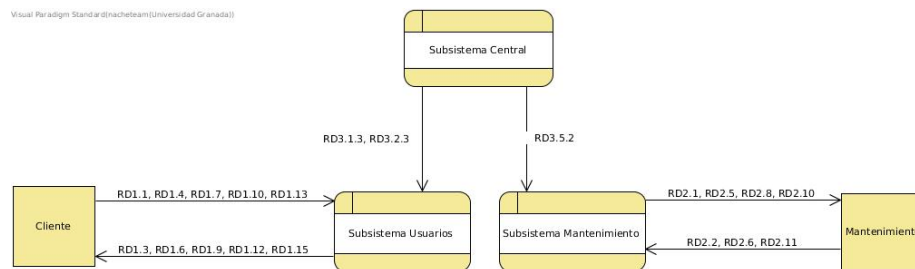 Visual Paradigm Standard(nacheteam(Universidad Granada))
Subsistema Central
RD3.1.3, RD3.2.3
RD3.5.2
RD1.1, RD1.4, RD1.7, RD1.10, RD1.13
RD2.1, RD2.5, RD2.8, RD2.10
Cliente
Subsistema Usuarios
Subsistema Mantenimiento
Mantenimient
RD1.3, RD1.6, RD1.9, RD1.12, RD1.15
RD2.2, RD2.6, RD2.11